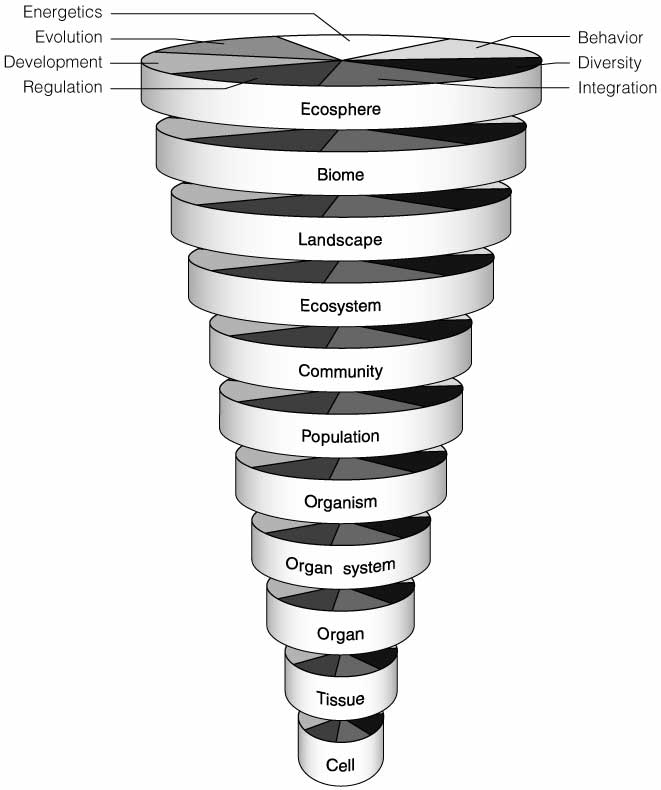 Energetics
Evolution
Development
Regulation
Behavior
Diversity
Integration
Ecosphere
Biome
Landscape
Ecosystem
Community
Population
Organism
Organ system
Organ
Tissue
Cell